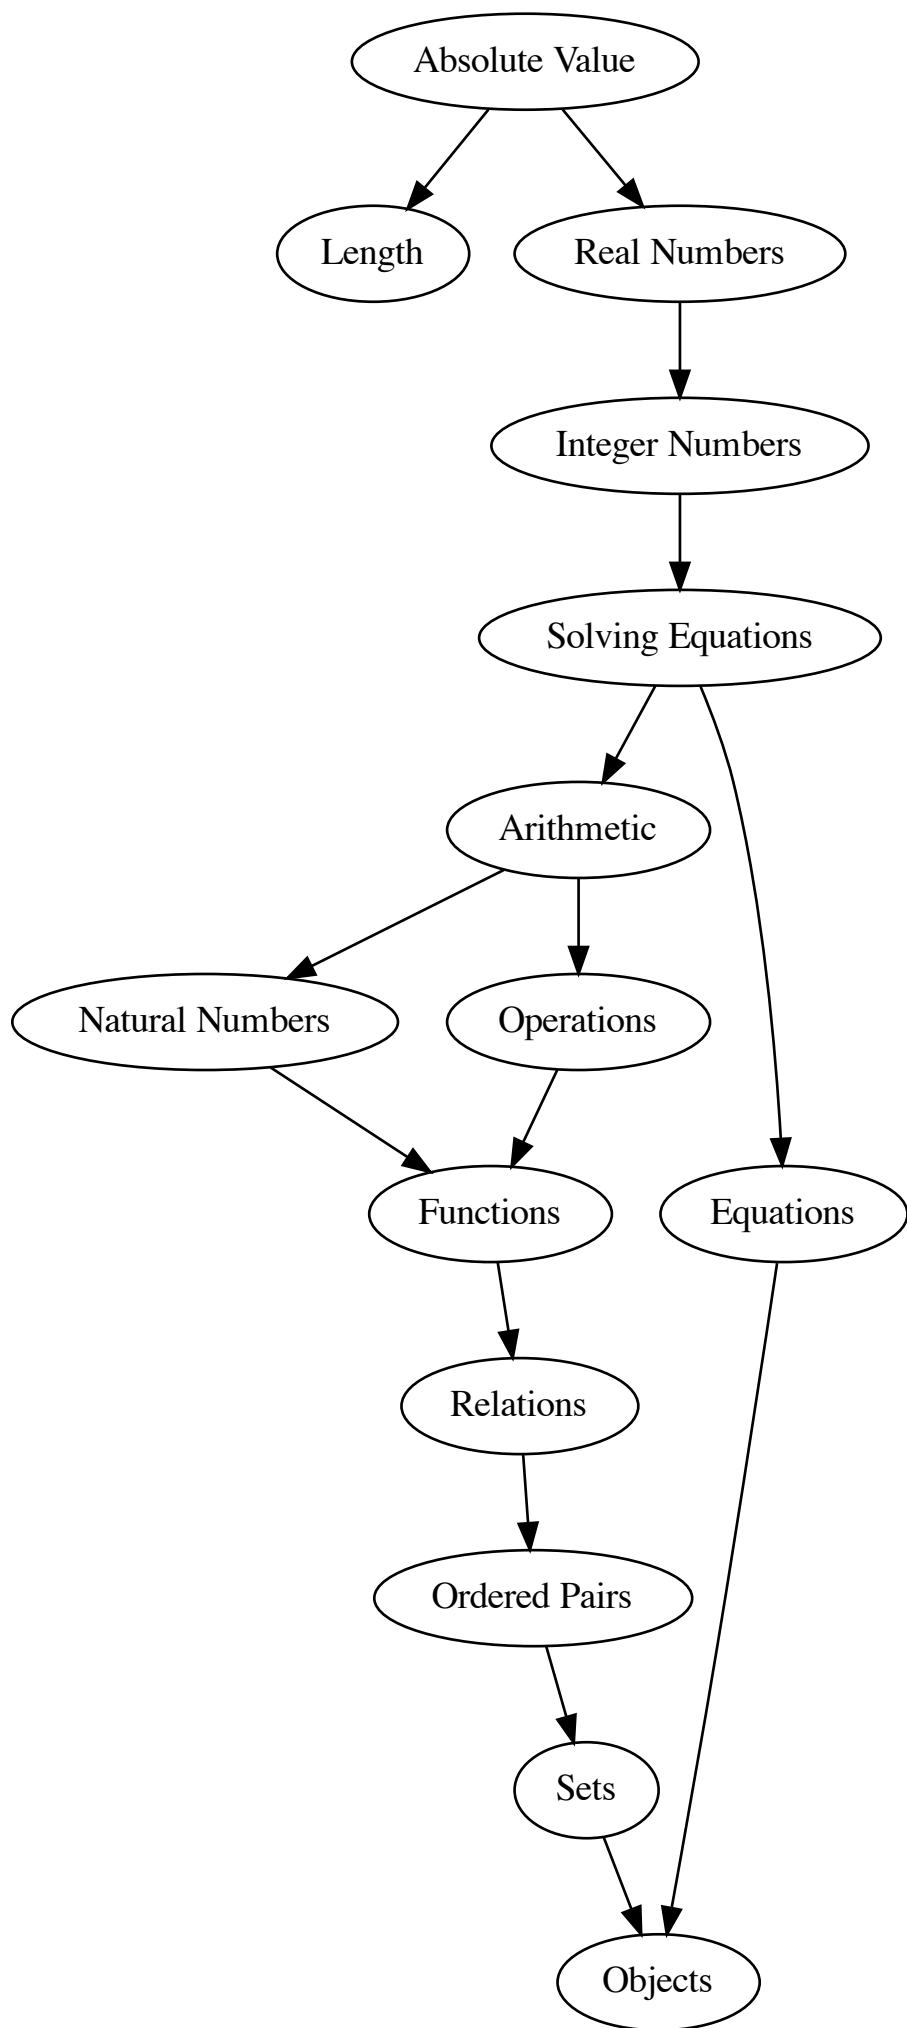 Absolute Value
Length
Real Numbers
Integer Numbers
Solving Equations
Arithmetic
Natural Numbers
Operations
Functions
Equations
Relations
Ordered Pairs
Sets
Objects